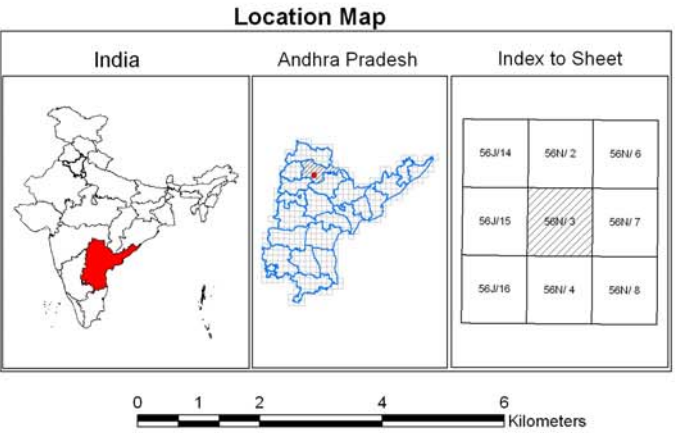 Location Map
India
Andhra Pradesh
Index to Sheet
56J/14 56N/ 2 56N/ 6
56J/15 56N/ 3 56N/ 7
56J/16 56N/ 4 56N/ 8
0 1 2 4 6
Kilometers